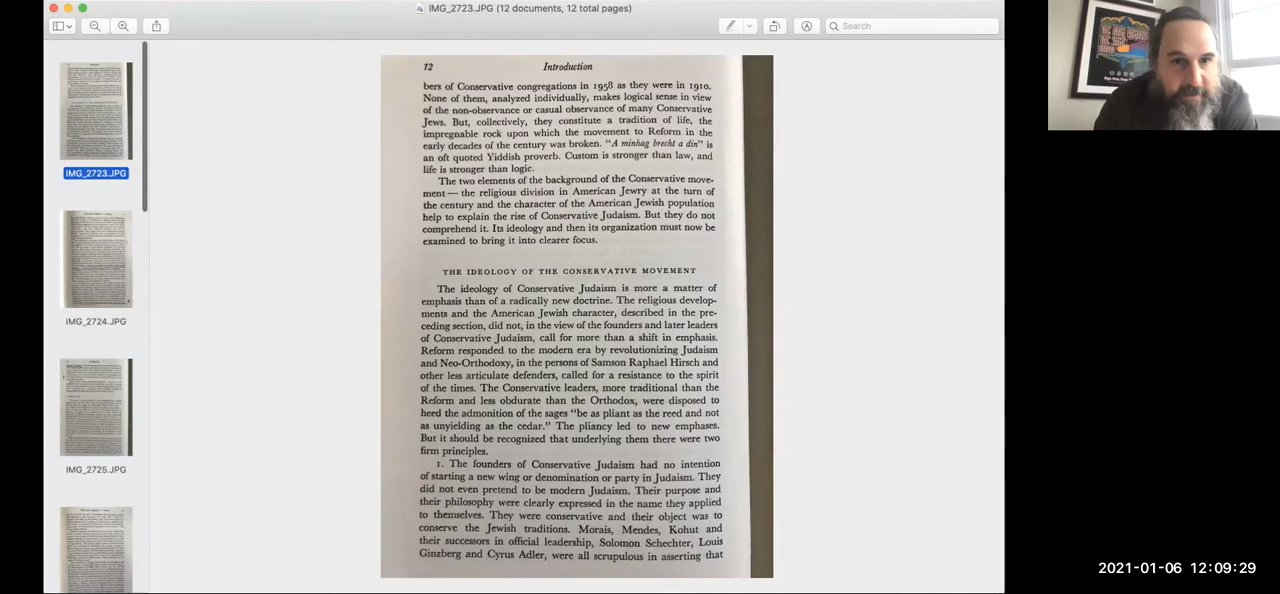 IMG_2723.JPG (12 documents, 12 total pages)
Search
IMG_2723.JPG
IMG_2724.JPG
IMG_2725.JPG
12 Introduction
ers of Conservative congregations in 1958 as they were in 1910.
None of them, analyzed individually, makes logical sense in view
of the non-observance or casual observance of many Conservative
Jews. But, collectively, they constitute a tradition of life, the
impregnable rock upon which the movement to Reform in the
early decades of the century was broken. "A minhag brecht a din" is
an oft quoted Yiddish proverb. Custom is stronger than law, and
life is stronger than logic.
The two elements of the background of the Conservative move-
ment — the religious division in American Jewry at the turn of
the century and the character of the American Jewish population
help to explain the rise of Conservative Judaism. But they do not
comprehend it. Its ideology and then its organization must now be
examined to bring it into clearer focus.
THE IDEOLOGY OF THE CONSERVATIVE MOVEMENT
The ideology of Conservative Judaism is more a matter of
emphasis than of a radically new doctrine. The religious develop-
ments and the American Jewish character, described in the pre-
ceding section, did not, in the view of the founders and later leaders
of Conservative Judaism, call for more than a shift in emphasis.
Reform responded to the modern era by revolutionizing Judaism
and Neo-Orthodoxy, in the persons of Samson Raphael Hirsch and
other less articulate defenders, called for a resistance to the spirit
of the times. The Conservative leaders, more traditional than the
Reform and less obdurate than the Orthodox, were disposed to
heed the admonition of the sages "be as pliant as the reed and not
as unyielding as the cedar." The pliancy led to new emphases.
But it should be recognized that underlying them there were two
firm principles.
1. The founders of Conservative Judaism had no intention
of starting a new wing or denomination or party in Judaism. They
did not even pretend to be modern Judaism. Their purpose and
their philosophy were clearly expressed in the name they applied
to themselves. They were conservative and their object was to
conserve the Jewish traditions. Morais, Mendes, Kohut and
their successors in official leadership, Solomon Schechter, Louis
Ginzberg and Cyrus Adler, were all scrupulous in asserting that
2021-01-06 12:09:29